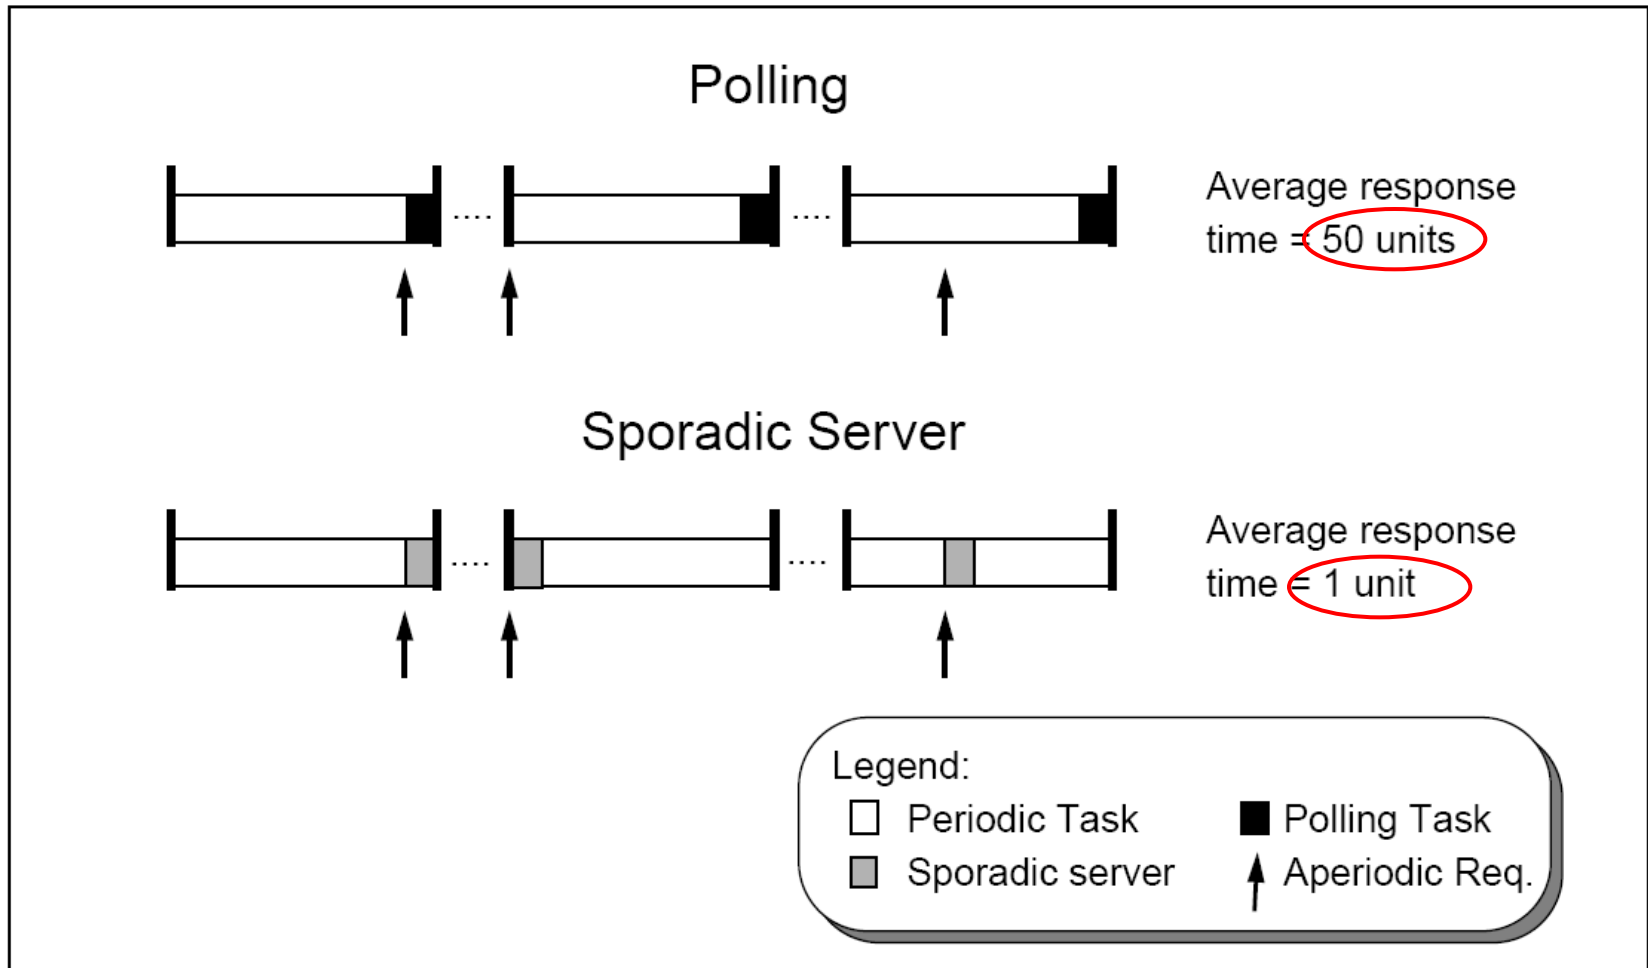 Polling
Average response
time = 50 units
....
....
Sporadic Server
Average response
time = 1 unit
....
....
Legend:
Periodic Task
Polling Task
Sporadic server
Aperiodic Req.